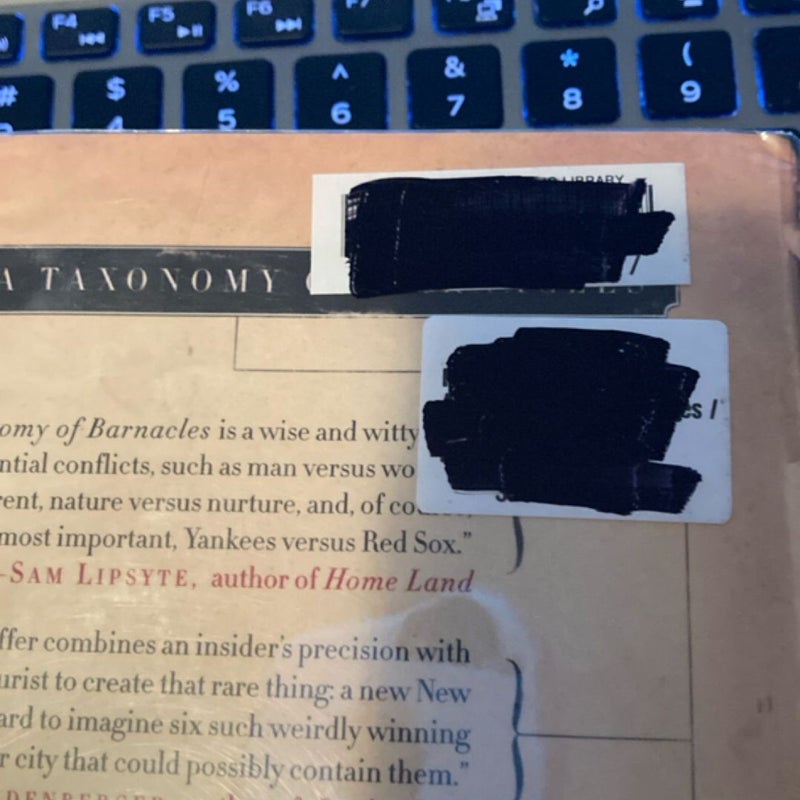 F4 F5 F6 F7
# $ % ^ & * (
4 5 6 7 8 9
LIBRARY
A TAXONOMY
es /
omy of Barnacles is a wise and witty
ntial conflicts, such as man versus wo
rent, nature versus nurture, and, of co
most important, Yankees versus Red Sox.”
—SAM LIPSYTE, author of Home Land
ffer combines an insider’s precision with
urist to create that rare thing: a new New
ard to imagine six such weirdly winning
r city that could possibly contain them.”